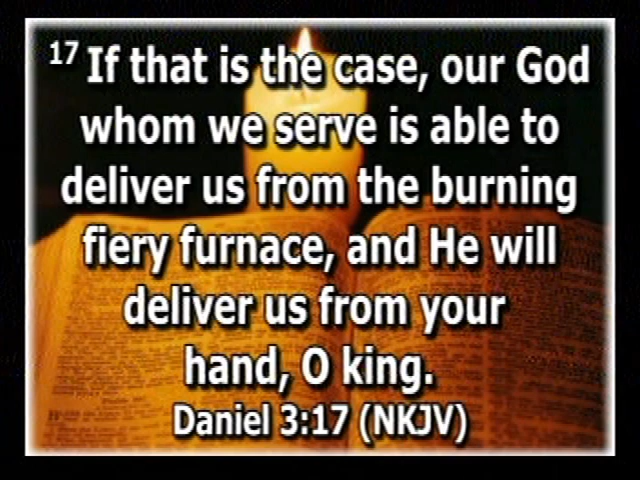 17 If that is the case, our God
whom we serve is able to
deliver us from the burning
fiery furnace, and He will
deliver us from your
hand, O king.
Daniel 3:17 (NKJV)